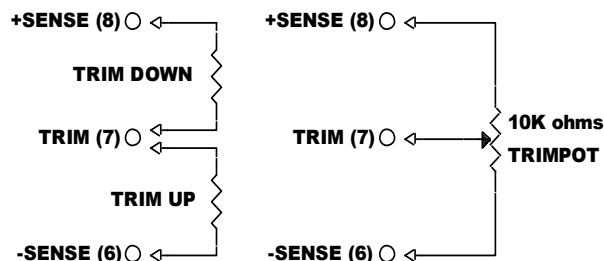 +SENSE (8)
TRIM DOWN
TRIM (7)
TRIM UP
-SENSE (6)
+SENSE (8)
10K ohms
TRIM (7)
TRIMPOT
-SENSE (6)